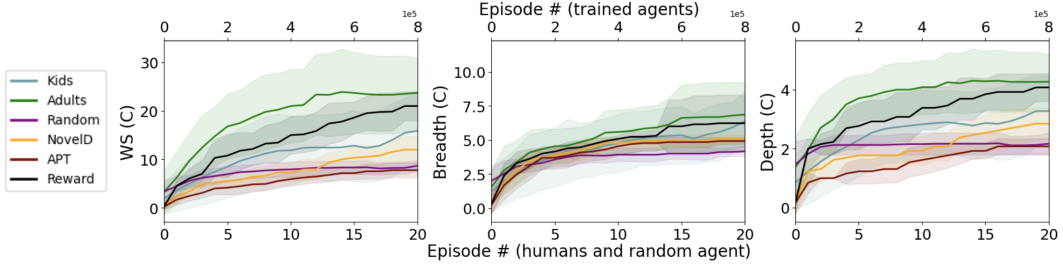 Episode # (trained agents)
0 2 4 6 8
1e5
0 2 4 6 8
1e5
0 2 4 6 8
1e5
Kids
Adults
Random
NovelD
APT
Reward
WS (C)
30
20
10
0
0 5 10 15 20
Breadth (C)
10.0
7.5
5.0
2.5
0.0
0 5 10 15 20
Depth (C)
4
2
0
0 5 10 15 20
Episode # (humans and random agent)